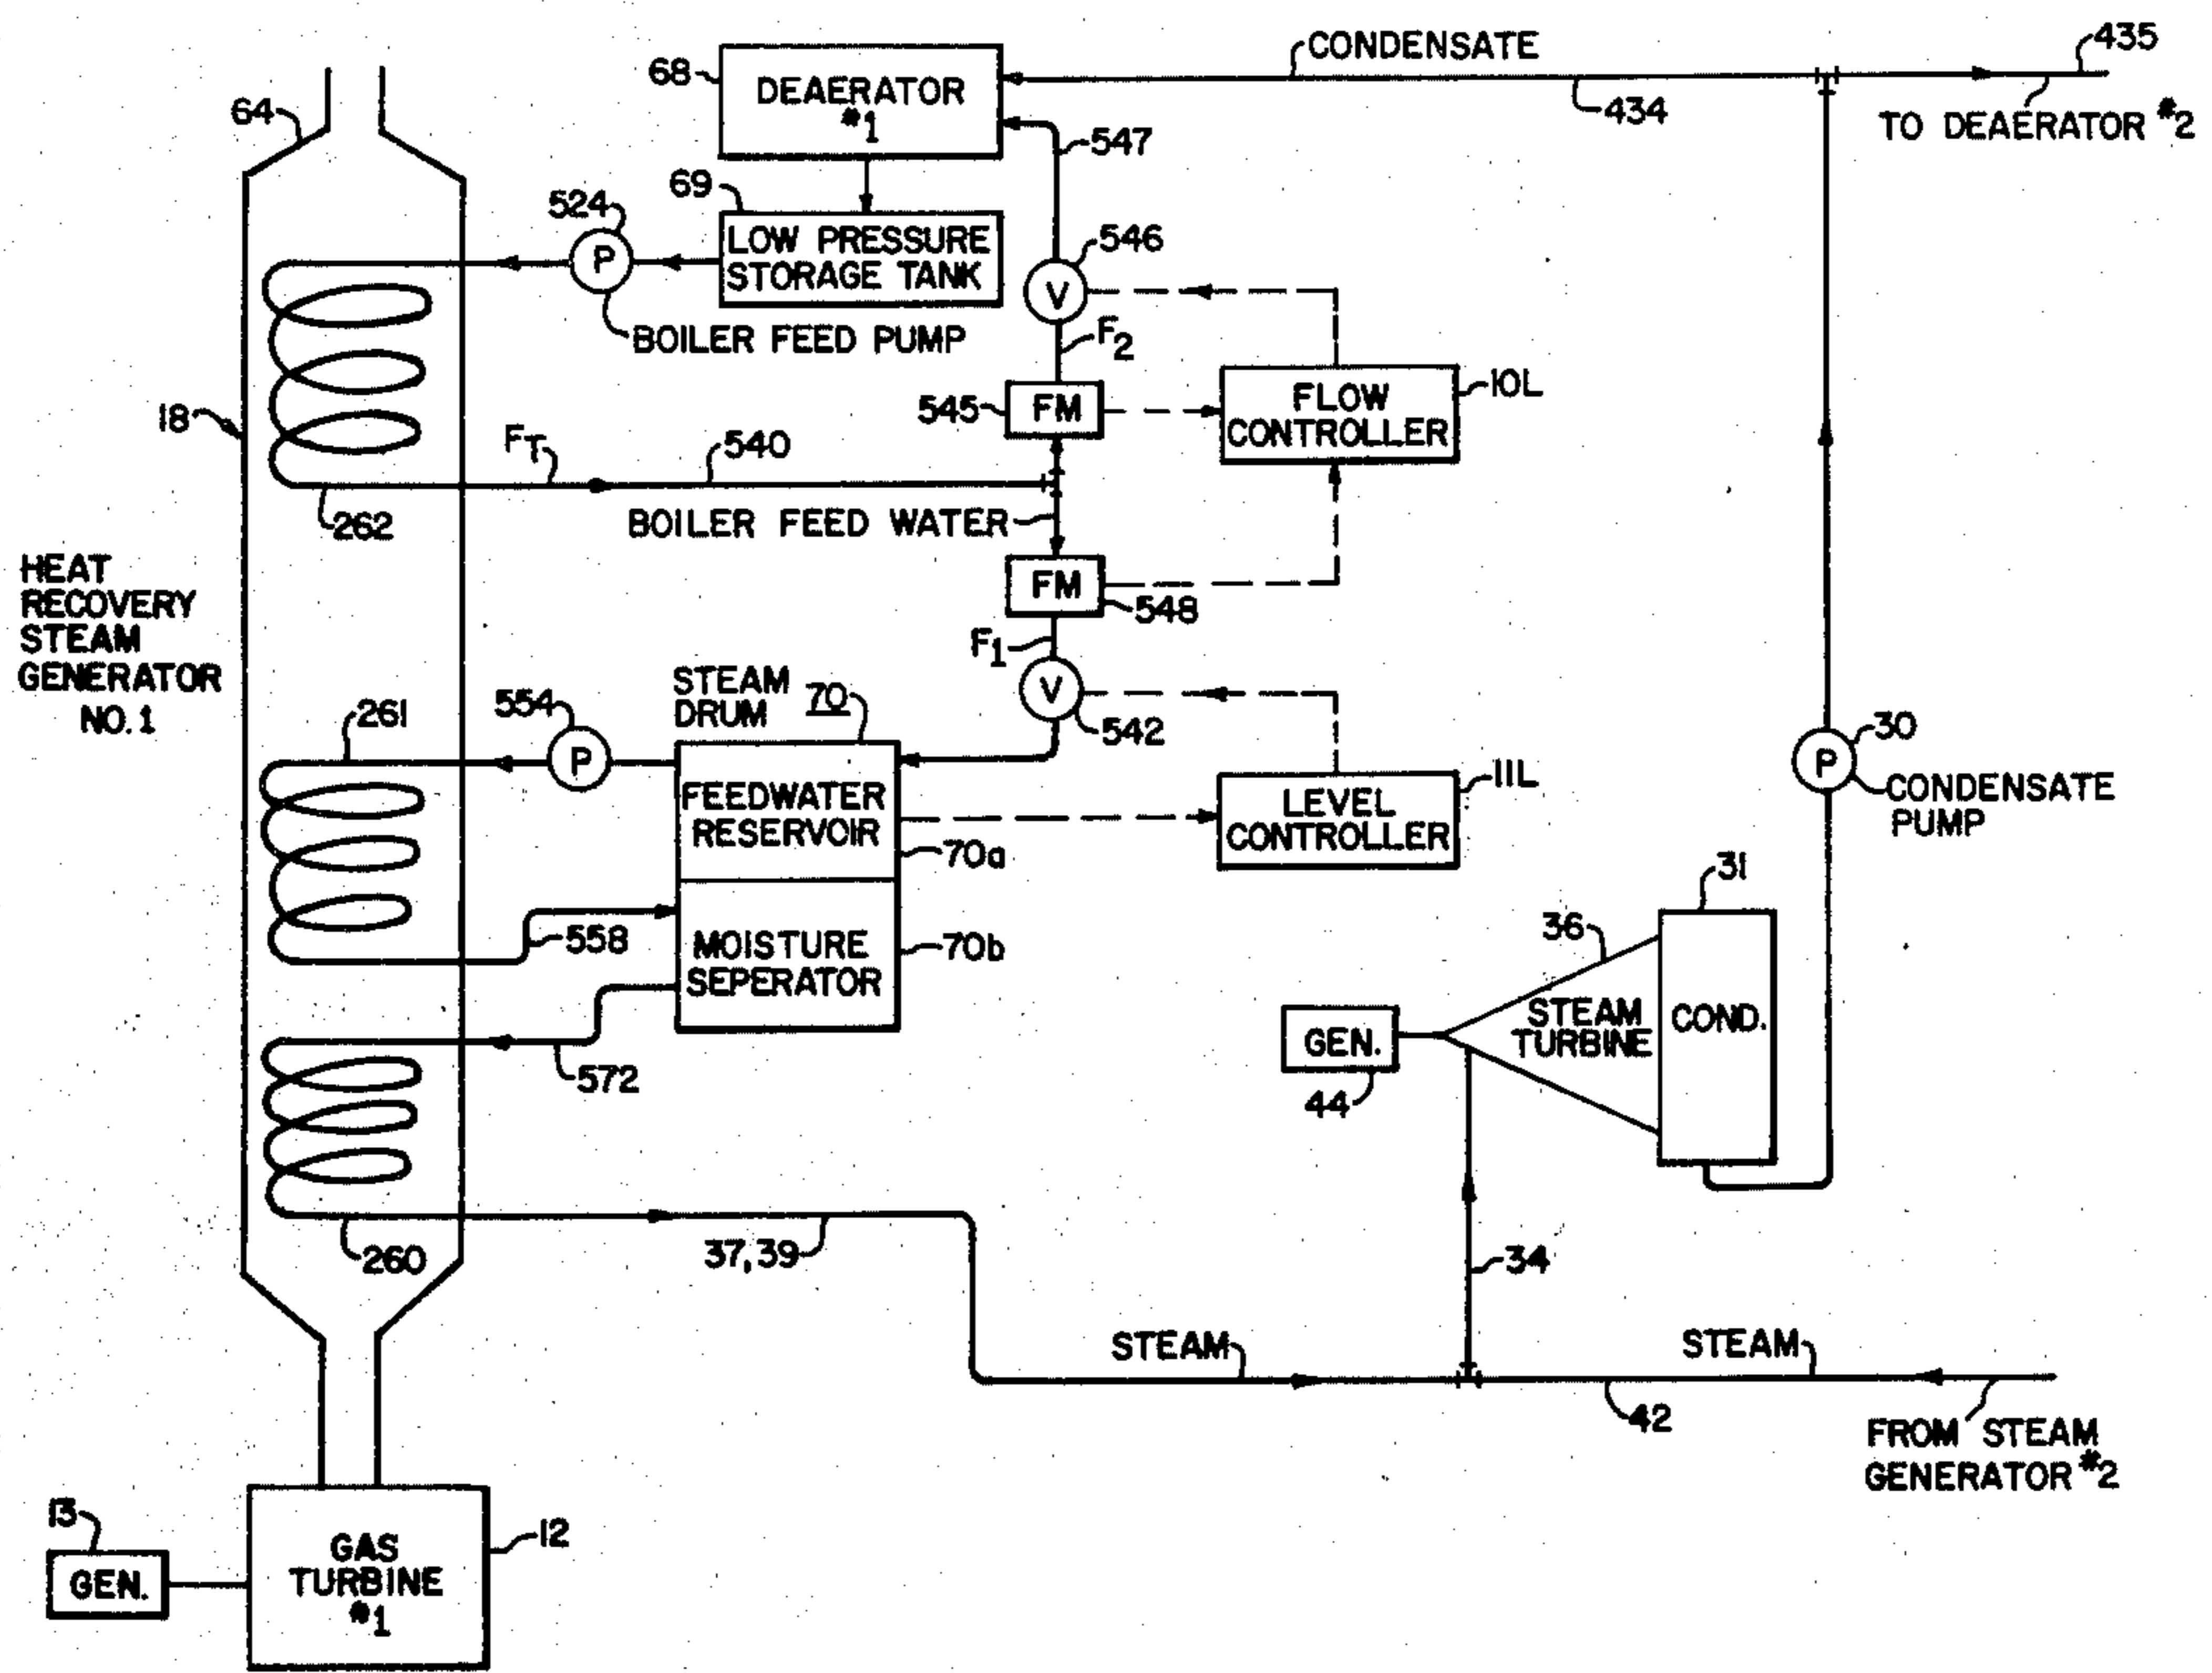 CONDENSATE
435
68
DEAERATOR
#1
64
434
TO DEAERATOR #2
547
69
524
P
LOW PRESSURE
STORAGE TANK
546
V
BOILER FEED PUMP
F2
18
545
FM
FLOW
CONTROLLER
10L
FT
540
262
BOILER FEED WATER
FM
548
HEAT
RECOVERY
STEAM
GENERATOR
NO. 1
F1
STEAM
DRUM
70
V
542
261
554
P
30
P
CONDENSATE
PUMP
FEEDWATER
RESERVOIR
70a
LEVEL
CONTROLLER
11L
31
36
558
MOISTURE
SEPERATOR
70b
STEAM
TURBINE
COND.
GEN.
44
572
260
37,39
34
STEAM
STEAM
42
FROM STEAM
GENERATOR #2
13
GEN.
GAS
TURBINE
#1
12